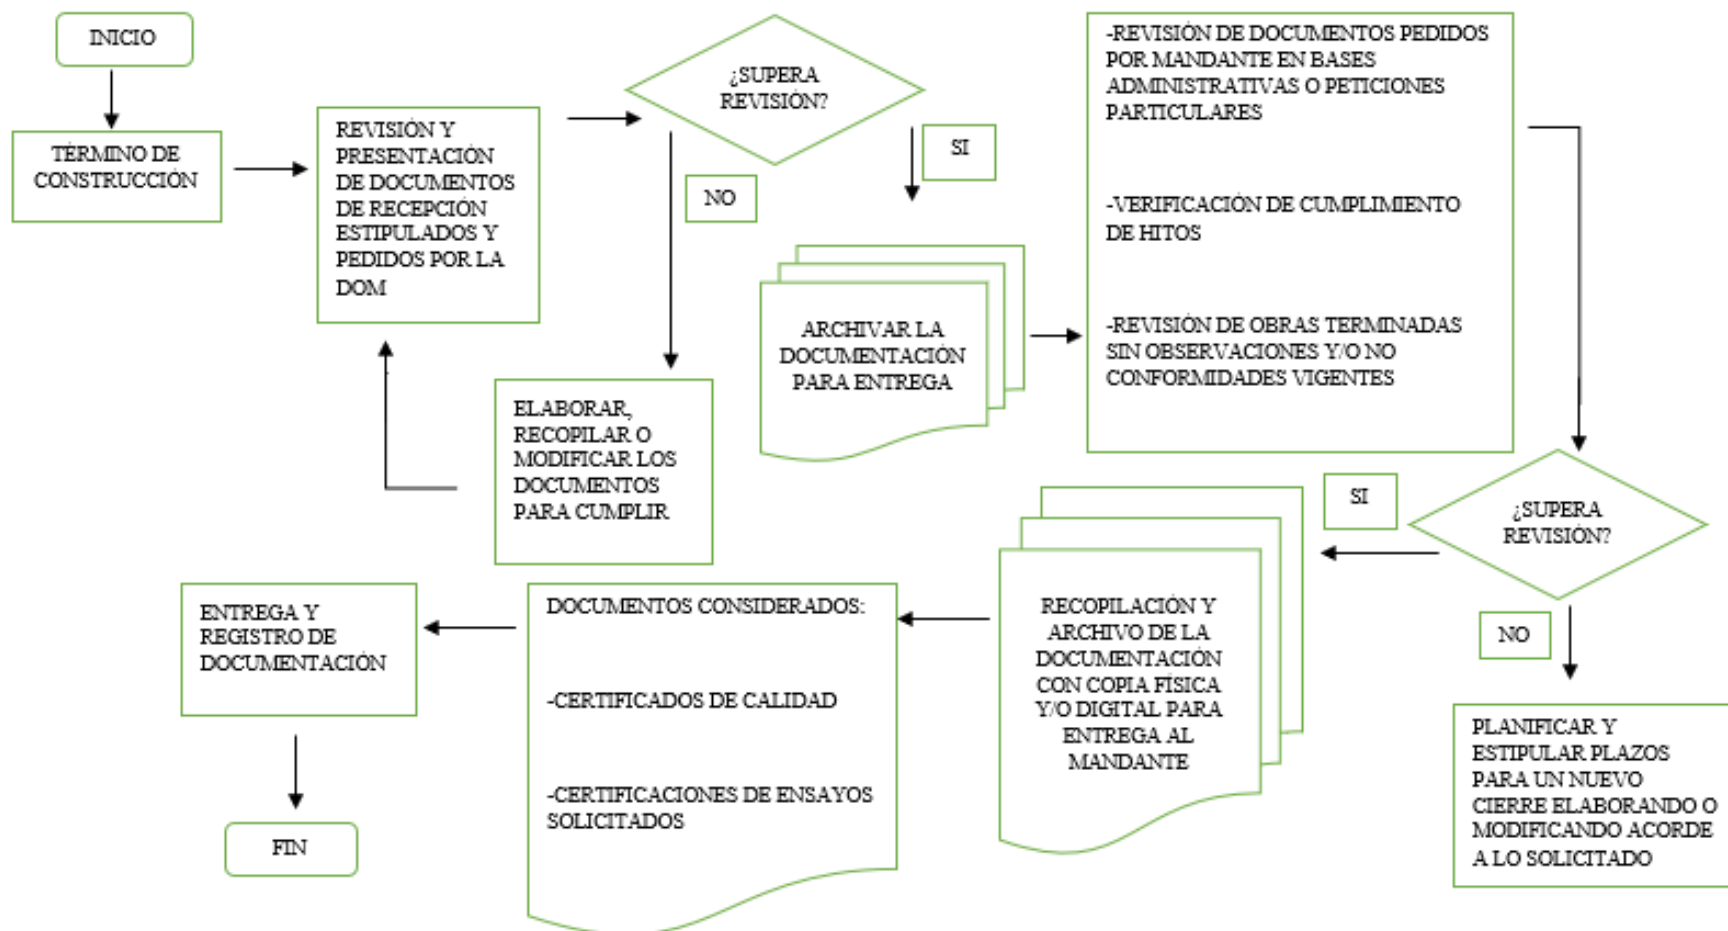 INICIO
TÉRMINO DE
CONSTRUCCIÓN
REVISIÓN Y
PRESENTACIÓN
DE DOCUMENTOS
DE RECEPCIÓN
ESTIPULADOS Y
PEDIDOS POR LA
DOM
¿SUPERA
REVISIÓN?
NO
SI
ELABORAR,
RECOPILAR O
MODIFICAR LOS
DOCUMENTOS
PARA CUMPLIR
ARCHIVAR LA
DOCUMENTACIÓN
PARA ENTREGA
-REVISIÓN DE DOCUMENTOS PEDIDOS
POR MANDANTE EN BASES
ADMINISTRATIVAS O PETICIONES
PARTICULARES
-VERIFICACIÓN DE CUMPLIMIENTO
DE HITOS
-REVISIÓN DE OBRAS TERMINADAS
SIN OBSERVACIONES Y/O NO
CONFORMIDADES VIGENTES
¿SUPERA
REVISIÓN?
SI
NO
PLANIFICAR Y
ESTIPULAR PLAZOS
PARA UN NUEVO
CIERRE ELABORANDO O
MODIFICANDO ACORDE
A LO SOLICITADO
RECOPILACIÓN Y
ARCHIVO DE LA
DOCUMENTACIÓN
CON COPIA FÍSICA
Y/O DIGITAL PARA
ENTREGA AL
MANDANTE
DOCUMENTOS CONSIDERADOS:
-CERTIFICADOS DE CALIDAD
-CERTIFICACIONES DE ENSAYOS
SOLICITADOS
ENTREGA Y
REGISTRO DE
DOCUMENTACIÓN
FIN